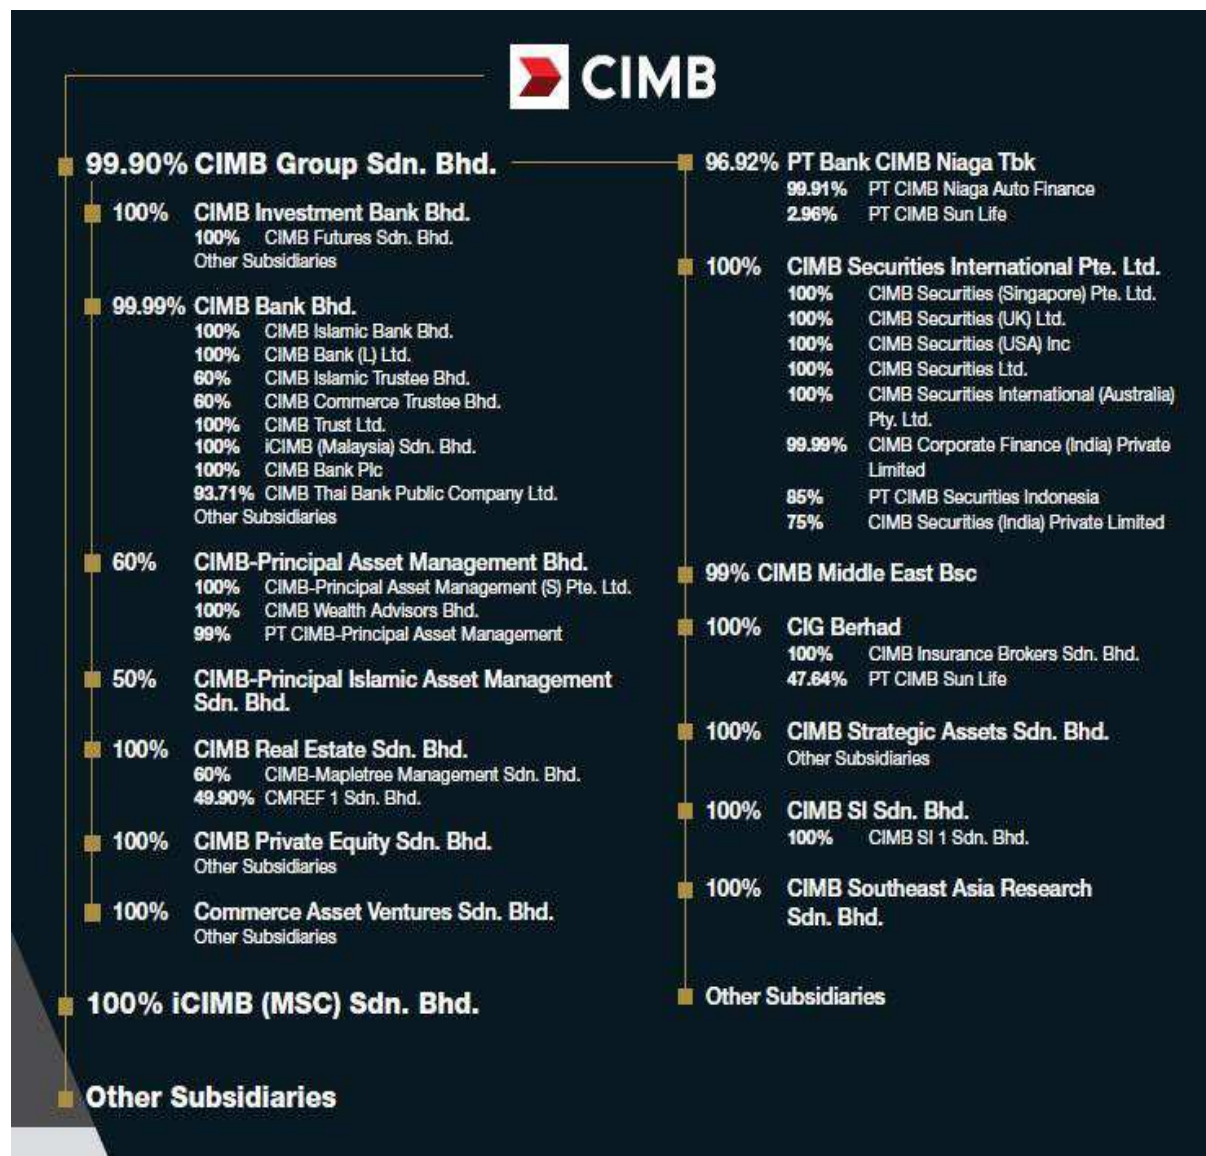 CIMB
99.90% CIMB Group Sdn. Bhd.
100% CIMB Investment Bank Bhd.
100% CIMB Futures Sdn. Bhd.
Other Subsidiaries
99.99% CIMB Bank Bhd.
100% CIMB Islamic Bank Bhd.
100% CIMB Bank (L) Ltd.
60% CIMB Islamic Trustee Bhd.
60% CIMB Commerce Trustee Bhd.
100% CIMB Trust Ltd.
100% iCIMB (Malaysia) Sdn. Bhd.
100% CIMB Bank Plc
93.71% CIMB Thai Bank Public Company Ltd.
Other Subsidiaries
60% CIMB-Principal Asset Management Bhd.
100% CIMB-Principal Asset Management (S) Pte. Ltd.
100% CIMB Wealth Advisors Bhd.
99% PT CIMB-Principal Asset Management
50% CIMB-Principal Islamic Asset Management
Sdn. Bhd.
100% CIMB Real Estate Sdn. Bhd.
60% CIMB-Mapletree Management Sdn. Bhd.
49.90% CMREF 1 Sdn. Bhd.
100% CIMB Private Equity Sdn. Bhd.
Other Subsidiaries
100% Commerce Asset Ventures Sdn. Bhd.
Other Subsidiaries
100% iCIMB (MSC) Sdn. Bhd.
Other Subsidiaries
96.92% PT Bank CIMB Niaga Tbk
99.91% PT CIMB Niaga Auto Finance
2.96% PT CIMB Sun Life
100% CIMB Securities International Pte. Ltd.
100% CIMB Securities (Singapore) Pte. Ltd.
100% CIMB Securities (UK) Ltd.
100% CIMB Securities (USA) Inc
100% CIMB Securities Ltd.
100% CIMB Securities International (Australia)
Pty. Ltd.
99.99% CIMB Corporate Finance (India) Private
Limited
85% PT CIMB Securities Indonesia
75% CIMB Securities (India) Private Limited
99% CIMB Middle East Bsc
100% CIG Berhad
100% CIMB Insurance Brokers Sdn. Bhd.
47.64% PT CIMB Sun Life
100% CIMB Strategic Assets Sdn. Bhd.
Other Subsidiaries
100% CIMB SI Sdn. Bhd.
100% CIMB SI 1 Sdn. Bhd.
100% CIMB Southeast Asia Research
Sdn. Bhd.
Other Subsidiaries